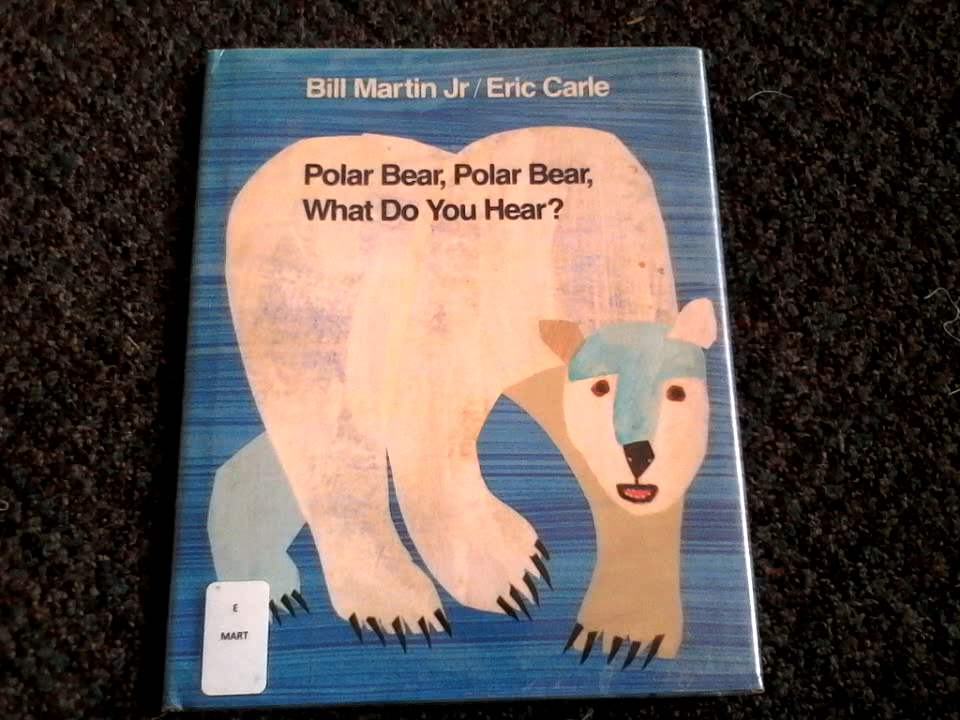 Bill Martin Jr / Eric Carle
Polar Bear, Polar Bear,
What Do You Hear?
E
MART